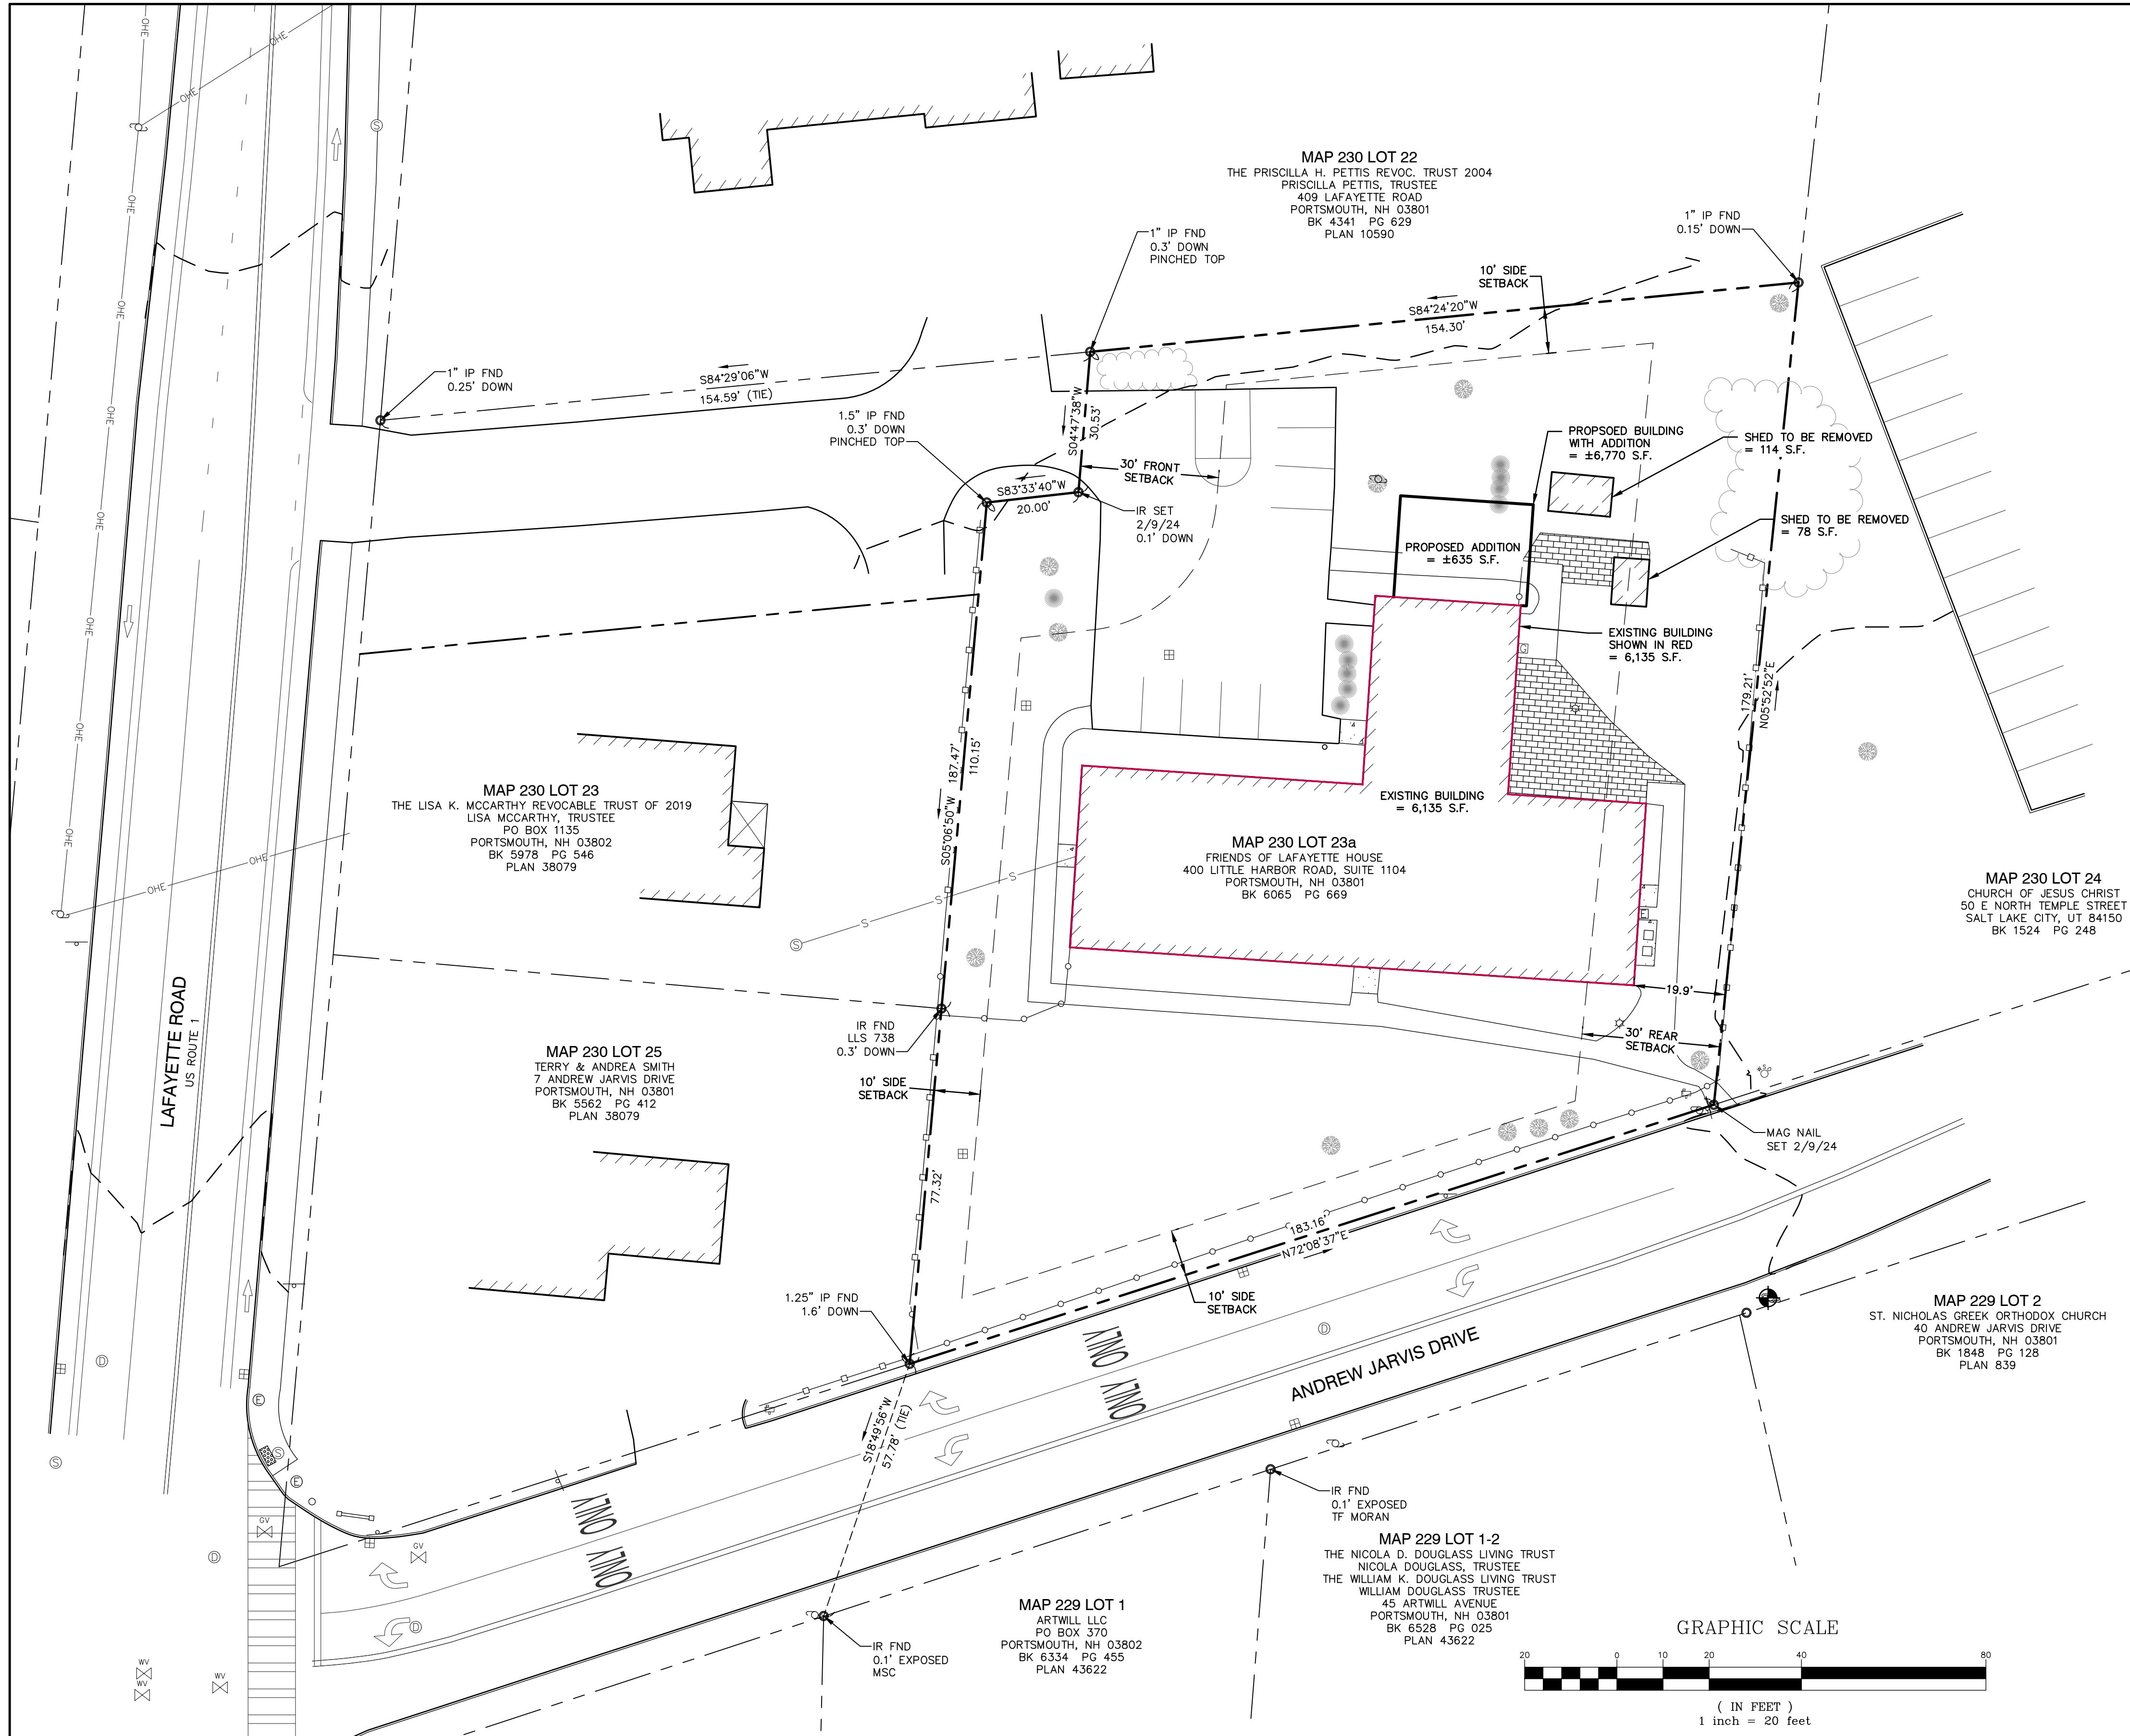 MAP 230 LOT 22
THE PRISCILLA H. PETTIS REVOC. TRUST 2004
PRISCILLA PETTIS, TRUSTEE
409 LAFAYETTE ROAD
PORTSMOUTH, NH 03801
BK 4341 PG 629
PLAN 10590
1" IP FND
0.15' DOWN
1" IP FND
0.3' DOWN
PINCHED TOP
10' SIDE
SETBACK
S84°24'20"W
154.30'
1" IP FND
0.25' DOWN
S84°29'06"W
154.59' (TIE)
1.5" IP FND
0.3' DOWN
PINCHED TOP
S04°47'38"W
30.53'
30' FRONT
SETBACK
S83°33'40"W
20.00'
IR SET
2/9/24
0.1' DOWN
PROPSOED BUILDING
WITH ADDITION
= ±6,770 S.F.
SHED TO BE REMOVED
= 114 S.F.
SHED TO BE REMOVED
= 78 S.F.
PROPOSED ADDITION
= ±635 S.F.
EXISTING BUILDING
SHOWN IN RED
= 6,135 S.F.
179.21'
N05°52'52"E
S05°06'50"W 187.47'
110.15'
MAP 230 LOT 23
THE LISA K. MCCARTHY REVOCABLE TRUST OF 2019
LISA MCCARTHY, TRUSTEE
PO BOX 1135
PORTSMOUTH, NH 03802
BK 5978 PG 546
PLAN 38079
EXISTING BUILDING
= 6,135 S.F.
MAP 230 LOT 23a
FRIENDS OF LAFAYETTE HOUSE
400 LITTLE HARBOR ROAD, SUITE 1104
PORTSMOUTH, NH 03801
BK 6065 PG 669
MAP 230 LOT 24
CHURCH OF JESUS CHRIST
50 E NORTH TEMPLE STREET
SALT LAKE CITY, UT 84150
BK 1524 PG 248
OHE
OHE
OHE
OHE
OHE
OHE
OHE
OHE
OHE
OHE
OHE
OHE
OHE
S
S
S
S
S
G
E
19.9'
30' REAR
SETBACK
LAFAYETTE ROAD
US ROUTE 1
IR FND
LLS 738
0.3' DOWN
MAP 230 LOT 25
TERRY & ANDREA SMITH
7 ANDREW JARVIS DRIVE
PORTSMOUTH, NH 03801
BK 5562 PG 412
PLAN 38079
10' SIDE
SETBACK
77.32'
MAG NAIL
SET 2/9/24
183.16'
N72°08'37"E
10' SIDE
SETBACK
1.25" IP FND
1.6' DOWN
ANDREW JARVIS DRIVE
ONLY
ONLY
ONLY
ONLY
MAP 229 LOT 2
ST. NICHOLAS GREEK ORTHODOX CHURCH
40 ANDREW JARVIS DRIVE
PORTSMOUTH, NH 03801
BK 1848 PG 128
PLAN 839
S18°49'56"W
57.78' (TIE)
D
D
D
D
E
E
S
S
GV
GV
WV
WV
WV
IR FND
0.1' EXPOSED
TF MORAN
MAP 229 LOT 1-2
THE NICOLA D. DOUGLASS LIVING TRUST
NICOLA DOUGLASS, TRUSTEE
THE WILLIAM K. DOUGLASS LIVING TRUST
WILLIAM DOUGLASS TRUSTEE
45 ARTWILL AVENUE
PORTSMOUTH, NH 03801
BK 6528 PG 025
PLAN 43622
MAP 229 LOT 1
ARTWILL LLC
PO BOX 370
PORTSMOUTH, NH 03802
BK 6334 PG 455
PLAN 43622
IR FND
0.1' EXPOSED
MSC
GRAPHIC SCALE
20 0 10 20 40 80
( IN FEET )
1 inch = 20 feet